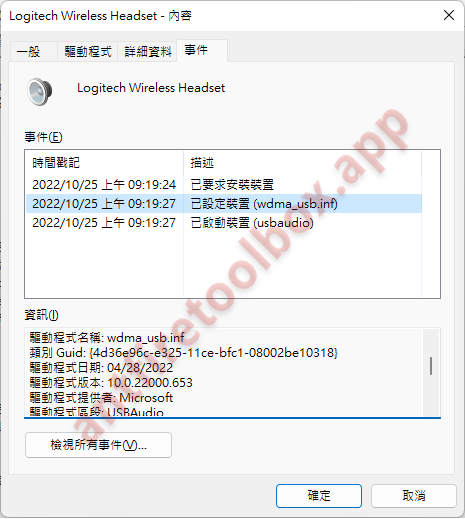 Logitech Wireless Headset - 內容
一般 驅動程式 詳細資料 事件
Logitech Wireless Headset
事件(E)
時間戳記 描述
2022/10/25 上午 09:19:24 已要求安裝裝置
2022/10/25 上午 09:19:27 已設定裝置 (wdma_usb.inf)
2022/10/25 上午 09:19:27 已啟動裝置 (usbaudio)
資訊(I)
驅動程式名稱: wdma_usb.inf
類別 Guid: {4d36e96c-e325-11ce-bfc1-08002be10318}
驅動程式日期: 04/28/2022
驅動程式版本: 10.0.22000.653
驅動程式提供者: Microsoft
驅動程式區段: USBAudio
檢視所有事件(V)...
確定 取消
antfiretoolbox.app